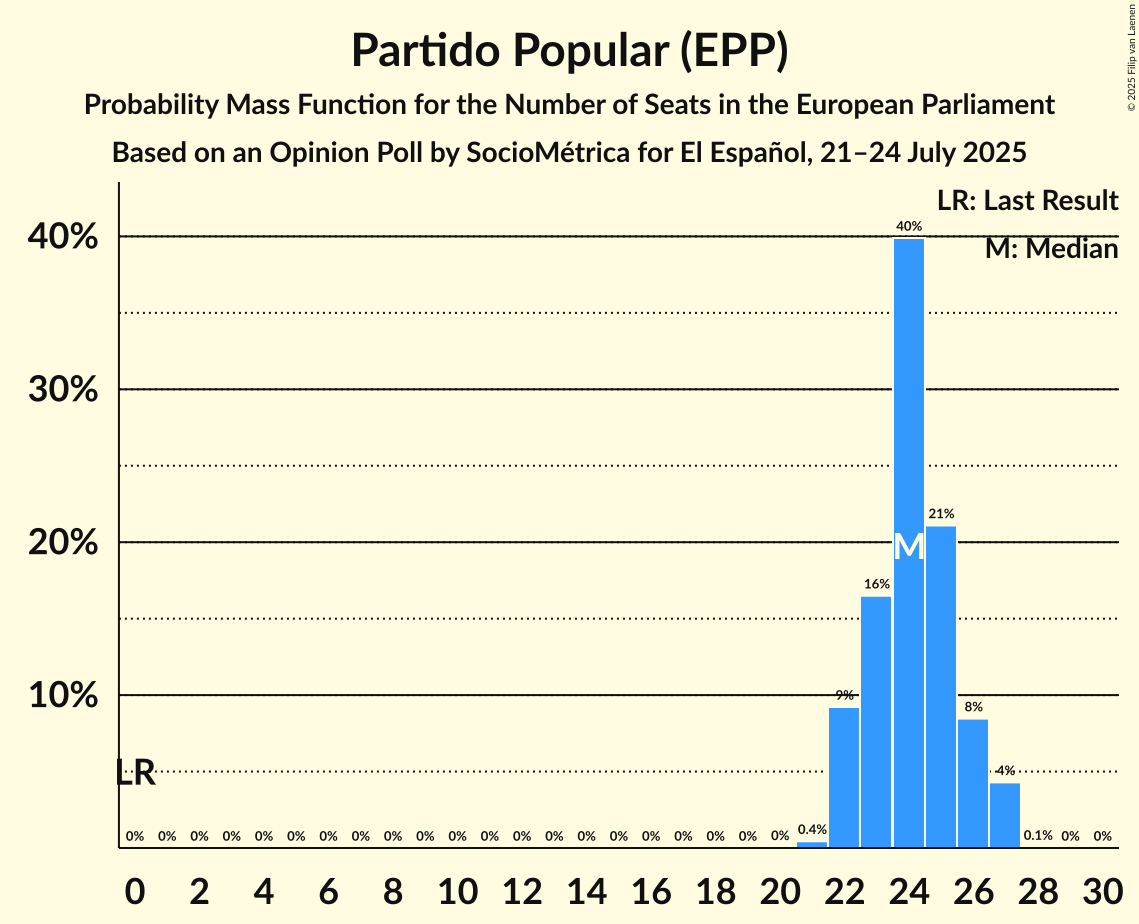 Partido Popular (EPP)
Probability Mass Function for the Number of Seats in the European Parliament
Based on an Opinion Poll by SocioMétrica for El Español, 21–24 July 2025
© 2025 Filip van Laenen
LR: Last Result
M: Median
40%
30%
20%
10%
40%
21%
M
16%
9%
8%
4%
LR
0% 0% 0% 0% 0% 0% 0% 0% 0% 0% 0% 0% 0% 0% 0% 0% 0% 0% 0% 0% 0% 0.4% 0.1% 0% 0%
0 2 4 6 8 10 12 14 16 18 20 22 24 26 28 30